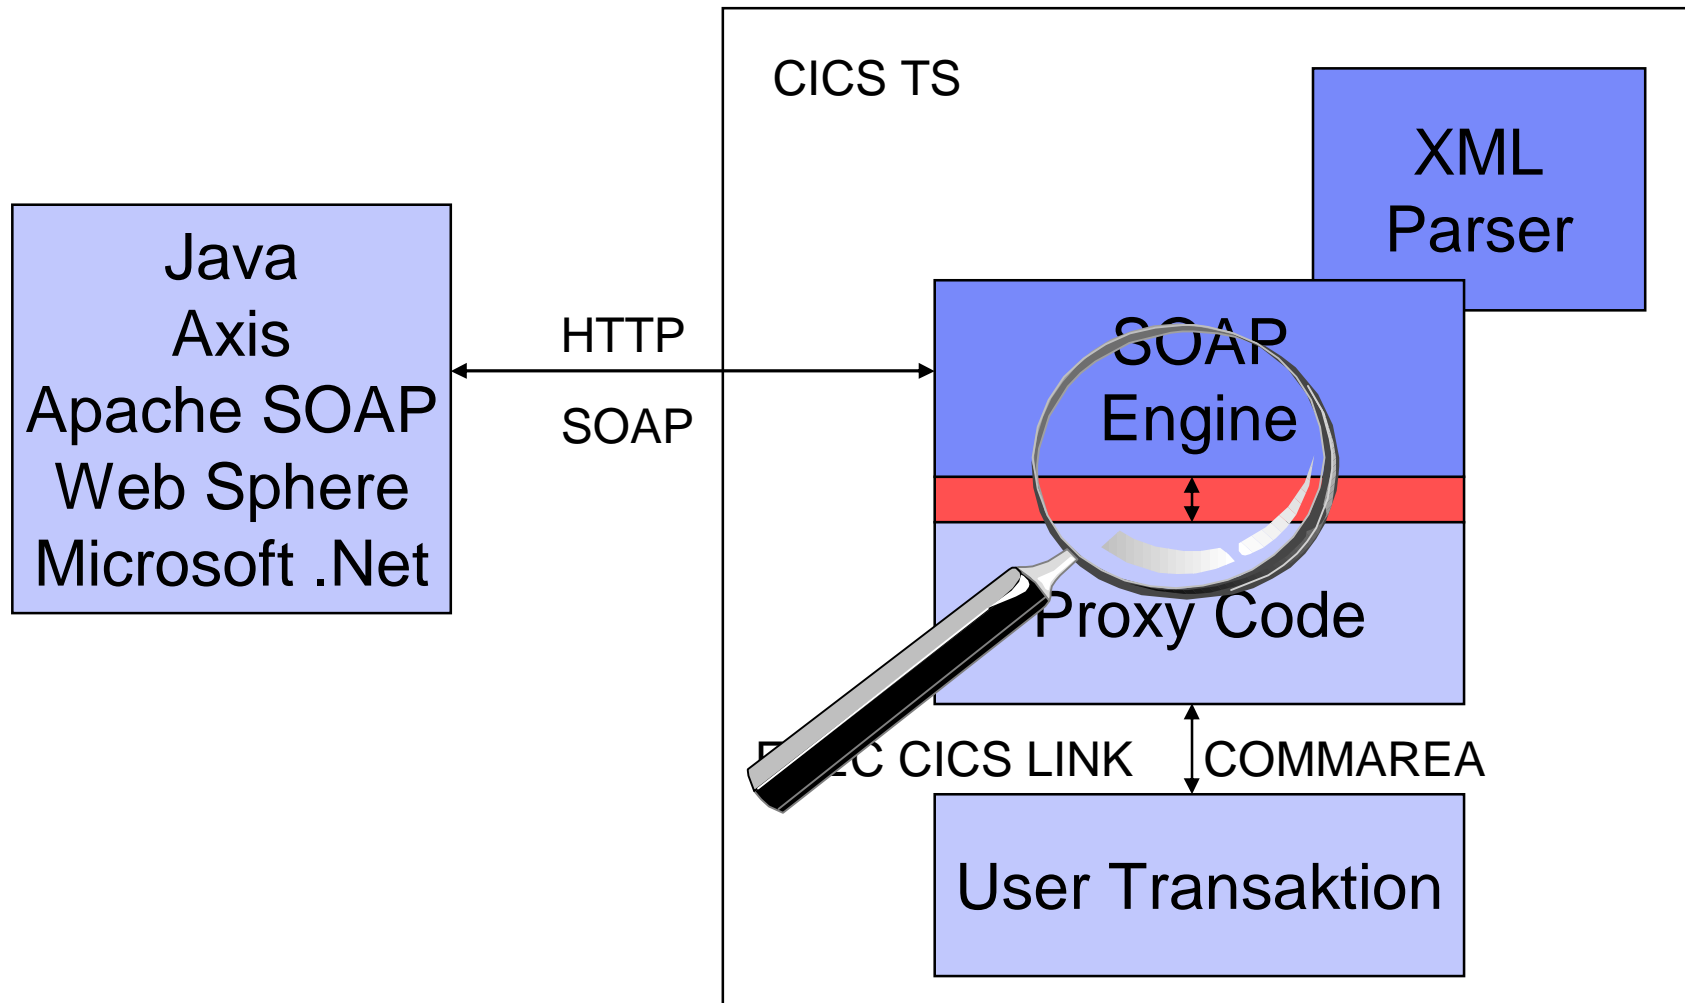 CICS TS
XML
Parser
Java
Axis
Apache SOAP
Web Sphere
Microsoft .Net
HTTP
SOAP
SOAP
Engine
Proxy Code
CICS LINK
COMMAREA
User Transaktion